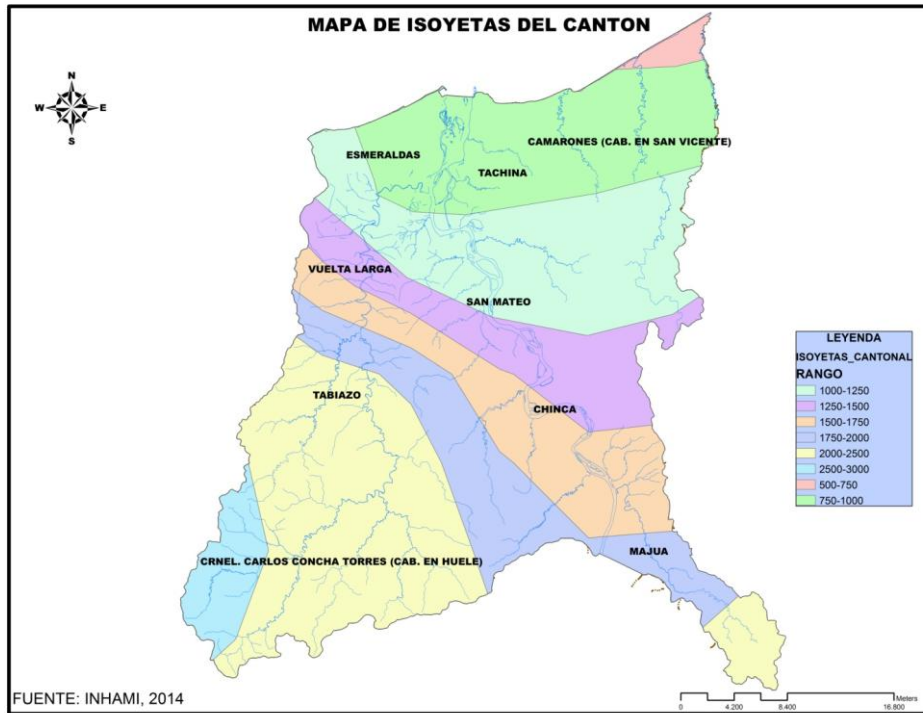 MAPA DE ISOYETAS DEL CANTON
N
W E
S
ESMERALDAS
CAMARONES (CAB. EN SAN VICENTE)
TACHINA
VUELTA LARGA
SAN MATEO
TABIAZO
CHINCA
CRNEL. CARLOS CONCHA TORRES (CAB. EN HUELE)
MAJUA
LEYENDA
ISOYETAS_CANTONAL
RANGO
1000-1250
1250-1500
1500-1750
1750-2000
2000-2500
2500-3000
500-750
750-1000
FUENTE: INHAMI, 2014
Meters
0 4.200 8.400 16.800